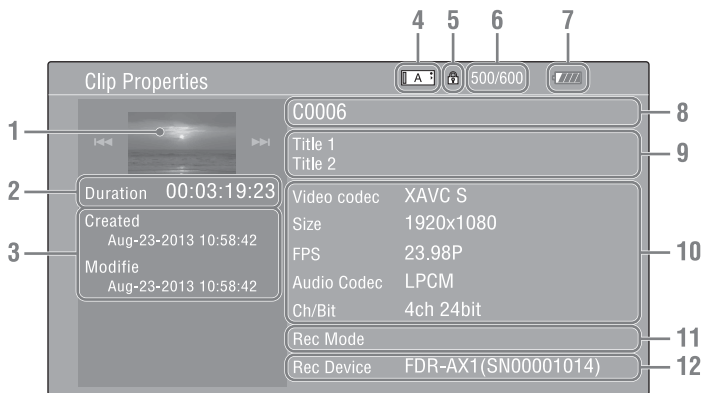 4 5 6 7
Clip Properties A 500/600
1
C0006 8
Title 1
Title 2
9
2 Duration 00:03:19:23
3
Created
Aug-23-2013 10:58:42
Modifie
Aug-23-2013 10:58:42
Video codec XAVC S
Size 1920x1080
FPS 23.98P
Audio Codec LPCM
Ch/Bit 4ch 24bit
10
Rec Mode 11
Rec Device FDR-AX1(SN00001014) 12